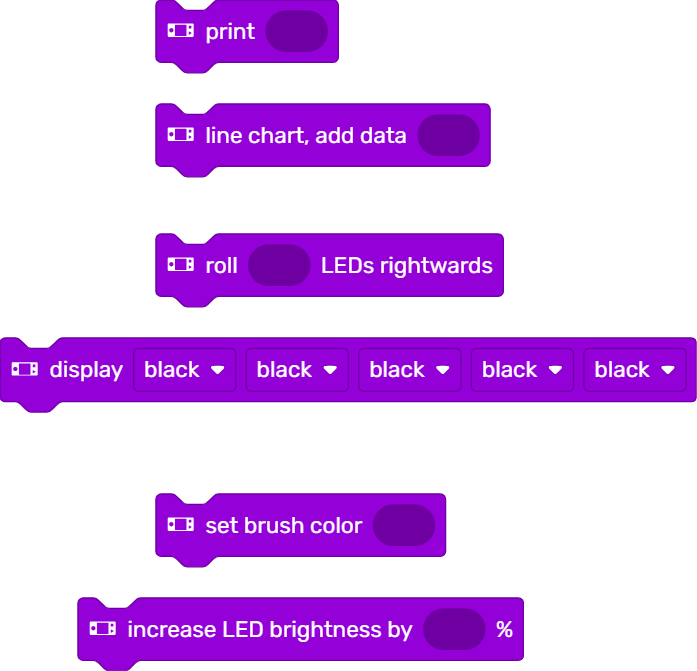 print
line chart, add data
roll LEDs rightwards
display black black black black black
set brush color
increase LED brightness by %